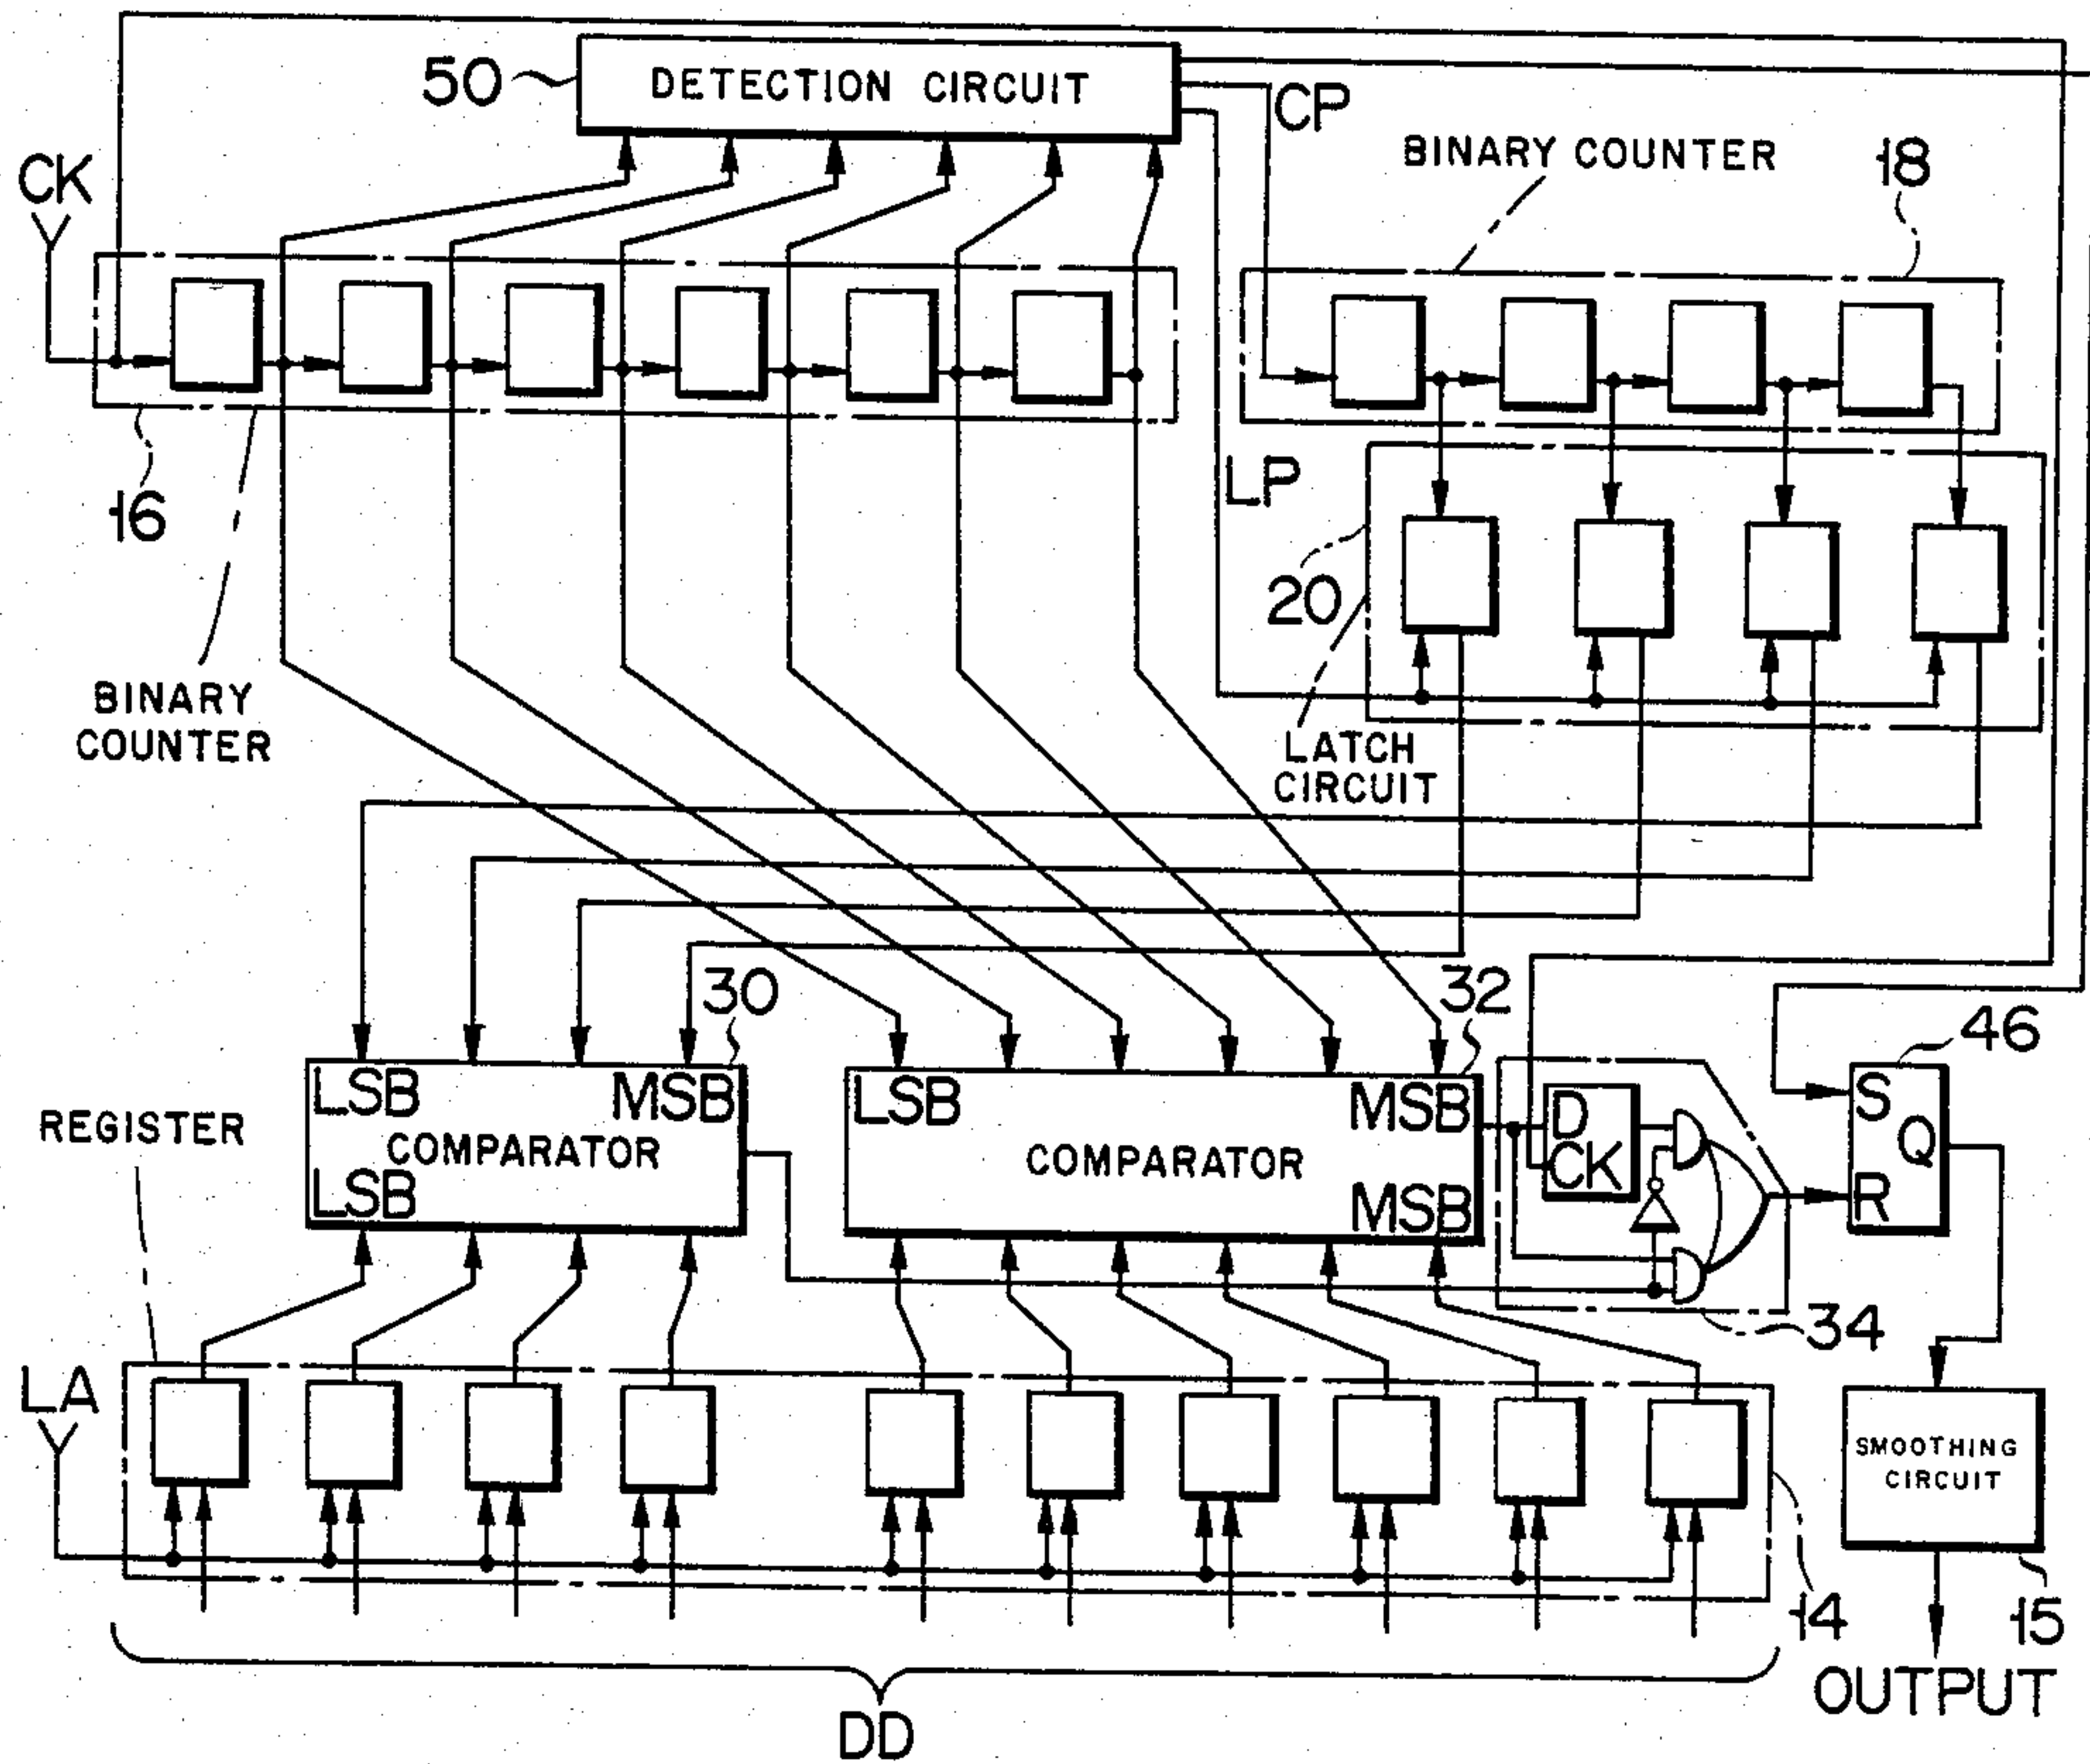 50
DETECTION CIRCUIT
CP
BINARY COUNTER
18
CK
16
LP
20
BINARY
COUNTER
LATCH
CIRCUIT
30
32
46
LSB
MSB
COMPARATOR
LSB
LSB
MSB
COMPARATOR
MSB
D
CK
S
Q
R
REGISTER
34
LA
SMOOTHING
CIRCUIT
14
15
DD
OUTPUT